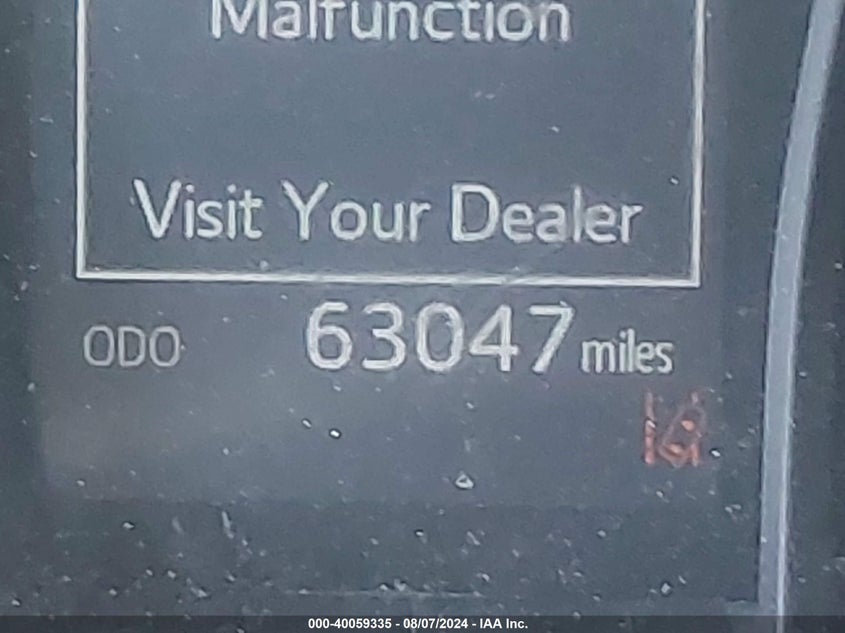 Malfunction
Visit Your Dealer
ODO 63047 miles
000-40059335 - 08/07/2024 - IAA Inc.